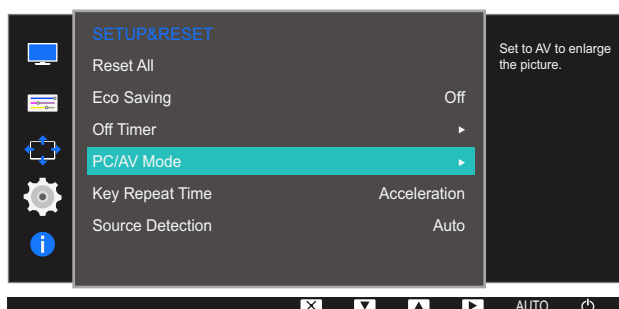 SETUP&RESET
Reset All
Eco Saving Off
Off Timer
PC/AV Mode
Key Repeat Time Acceleration
Source Detection Auto
Set to AV to enlarge
the picture.
AUTO